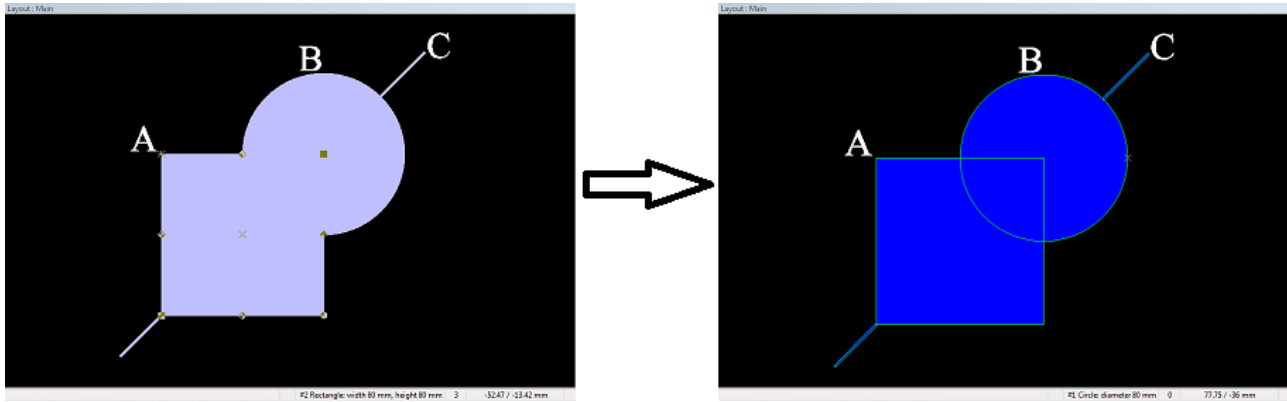 Layout : Main
A
B
C
#2 Rectangle: width 80 mm, height 80 mm 3 -52.47 / -13.42 mm
Layout : Main
A
B
C
#1 Circle: diameter 80 mm 0 77.75 / -36 mm